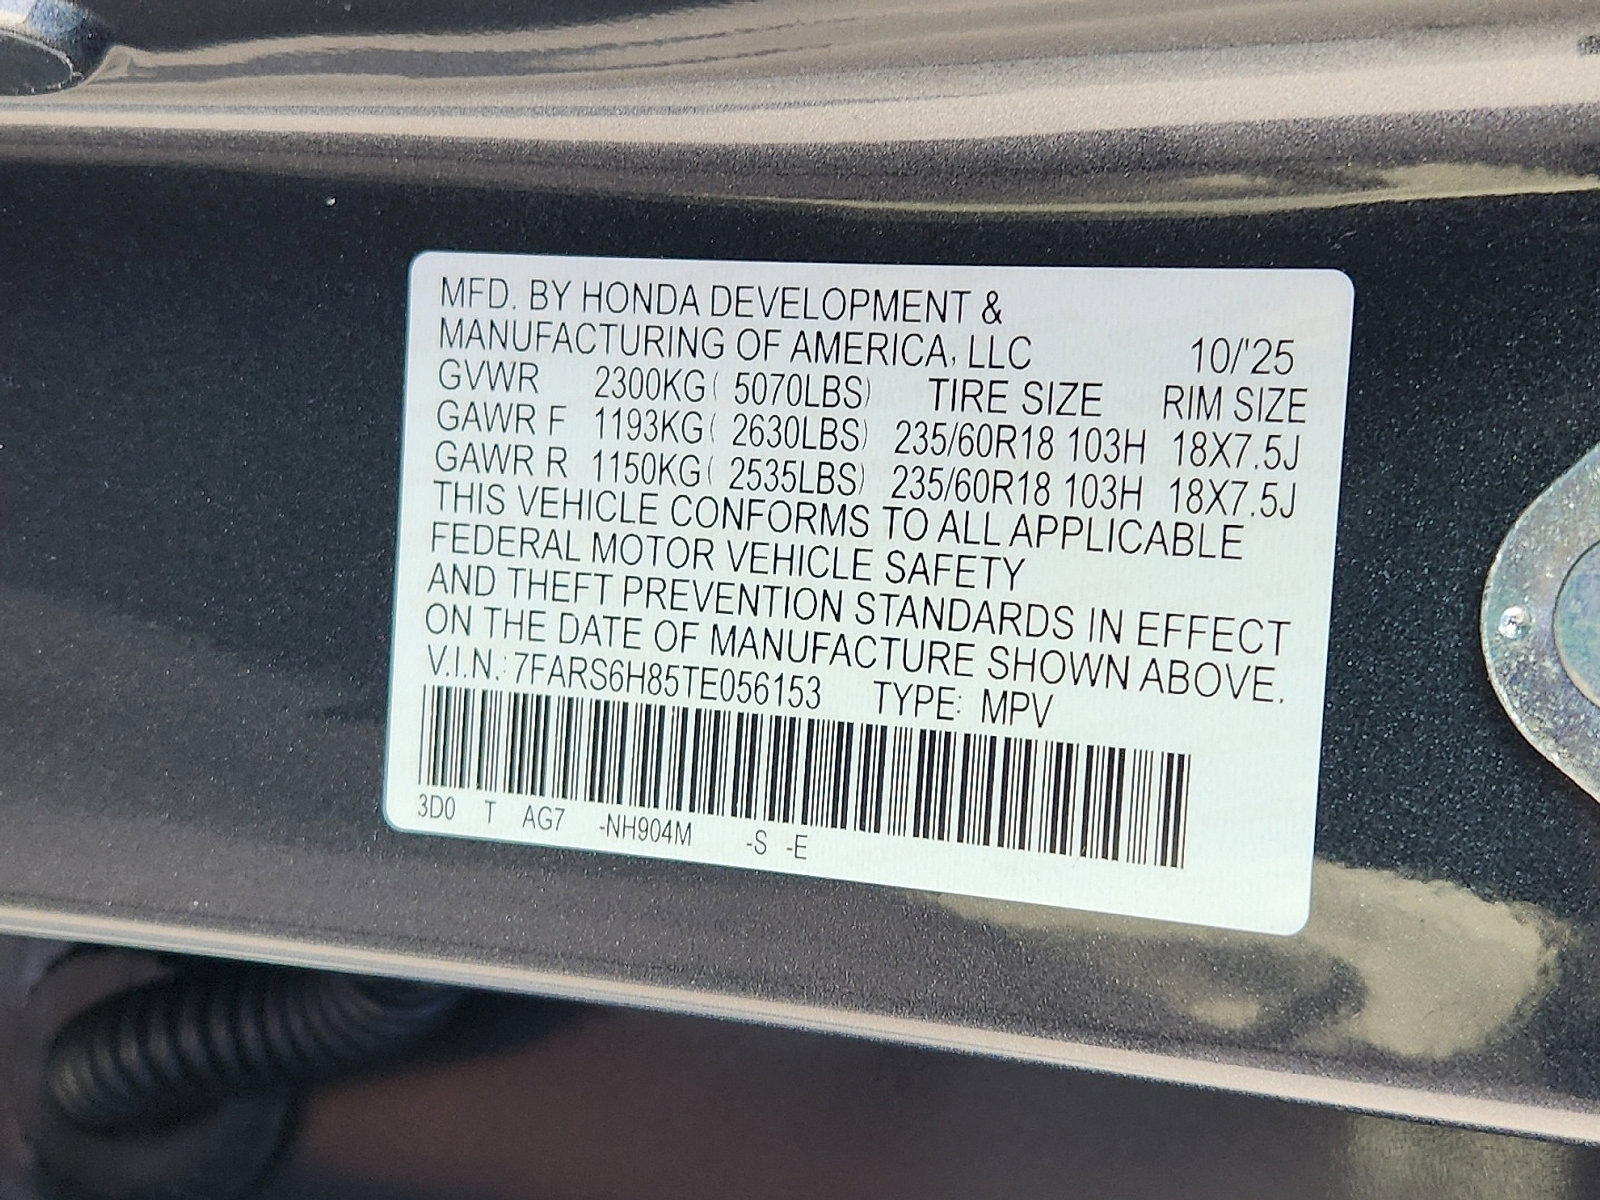 MFD. BY HONDA DEVELOPMENT &
MANUFACTURING OF AMERICA, LLC 10/'25
GVWR 2300KG( 5070LBS) TIRE SIZE RIM SIZE
GAWR F 1193KG( 2630LBS) 235/60R18 103H 18X7.5J
GAWR R 1150KG( 2535LBS) 235/60R18 103H 18X7.5J
THIS VEHICLE CONFORMS TO ALL APPLICABLE
FEDERAL MOTOR VEHICLE SAFETY
AND THEFT PREVENTION STANDARDS IN EFFECT
ON THE DATE OF MANUFACTURE SHOWN ABOVE.
V.I.N.: 7FARS6H85TE056153 TYPE: MPV
3D0 T AG7 -NH904M -S -E